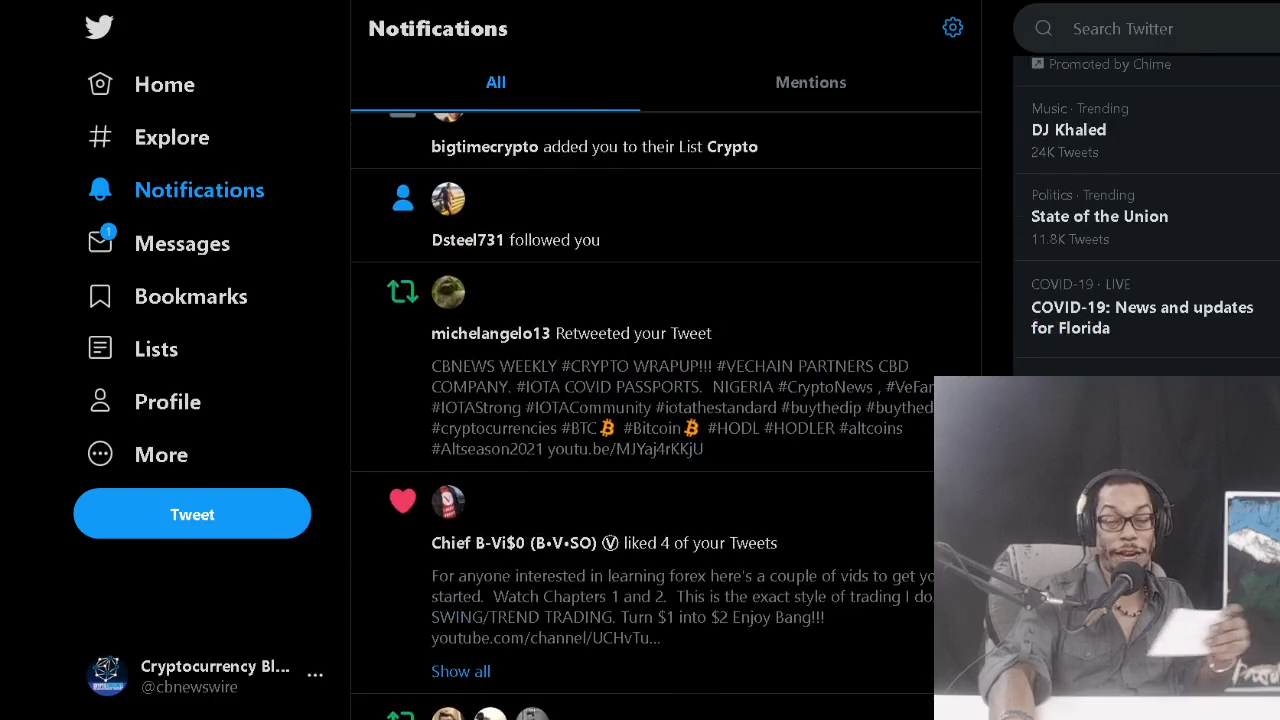 Notifications
Search Twitter
Home
Explore
Notifications
1
Messages
Bookmarks
Lists
Profile
More
Tweet
Cryptocurrency Bl...
@cbnewswire
All
Mentions
bigtimecrypto added you to their List Crypto
Dsteel731 followed you
michelangelo13 Retweeted your Tweet
CBNEWS WEEKLY #CRYPTO WRAPUP!!! #VECHAIN PARTNERS CBD
COMPANY. #IOTA COVID PASSPORTS. NIGERIA #CryptoNews , #VeFar
#IOTAStrong #IOTACommunity #iotathestandard #buythedip #buythed
#cryptocurrencies #BTC #Bitcoin #HODL #HODLER #altcoins
#Altseason2021 youtu.be/MJYaj4rKKjU
Chief B-Vi$0 (B•V•SO) Ⓥ liked 4 of your Tweets
For anyone interested in learning forex here's a couple of vids to get yo
started. Watch Chapters 1 and 2. This is the exact style of trading I do.
SWING/TREND TRADING. Turn $1 into $2 Enjoy Bang!!!
youtube.com/channel/UCHvTu...
Show all
Promoted by Chime
Music · Trending
DJ Khaled
24K Tweets
Politics · Trending
State of the Union
11.8K Tweets
COVID-19 · LIVE
COVID-19: News and updates
for Florida